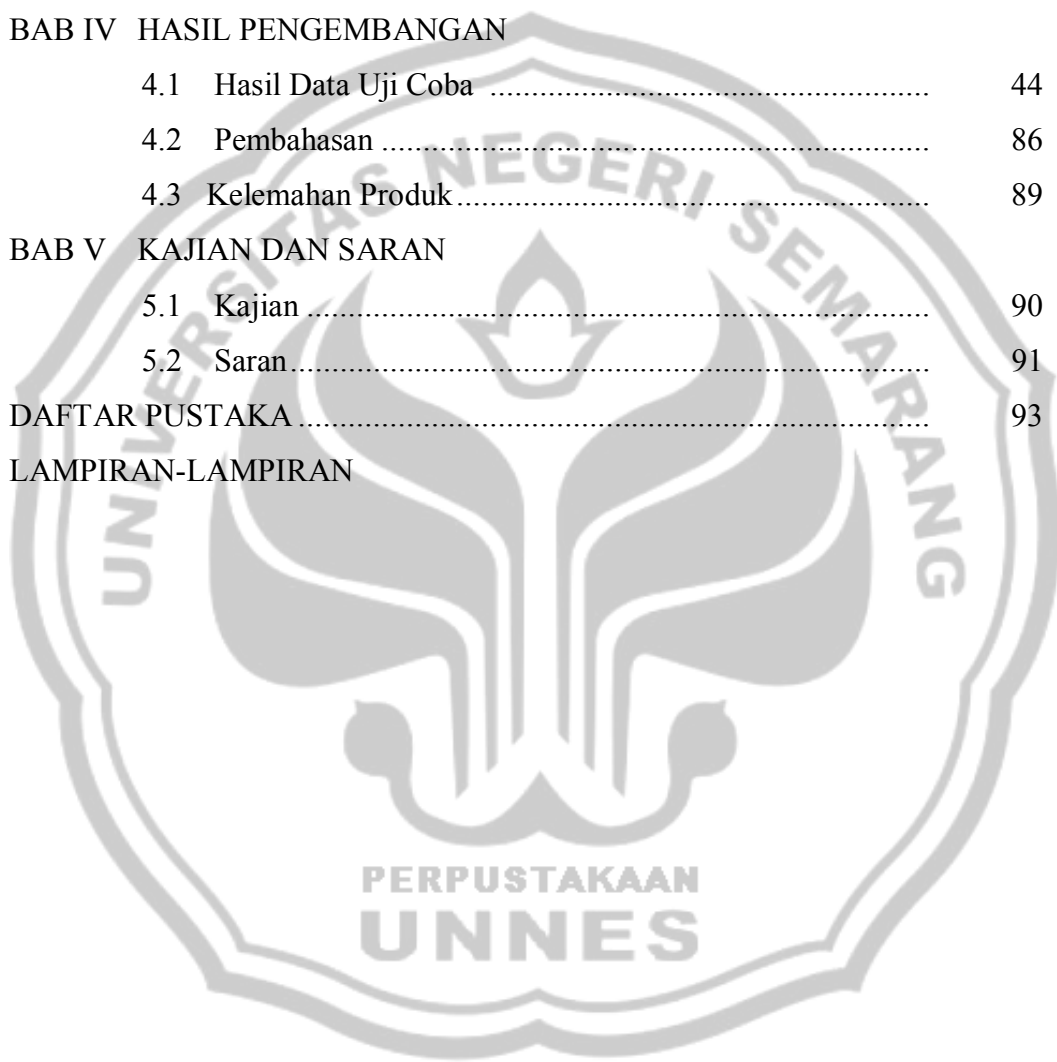 BAB IV HASIL PENGEMBANGAN
4.1 Hasil Data Uji Coba ........................................................ 44
4.2 Pembahasan ...................................................................... 86
4.3 Kelemahan Produk ............................................................ 89
BAB V KAJIAN DAN SARAN
5.1 Kajian ................................................................................ 90
5.2 Saran .................................................................................. 91
DAFTAR PUSTAKA ................................................................................ 93
LAMPIRAN-LAMPIRAN
UNIVERSITAS NEGERI SEMARANG
PERPUSTAKAAN
UNNES